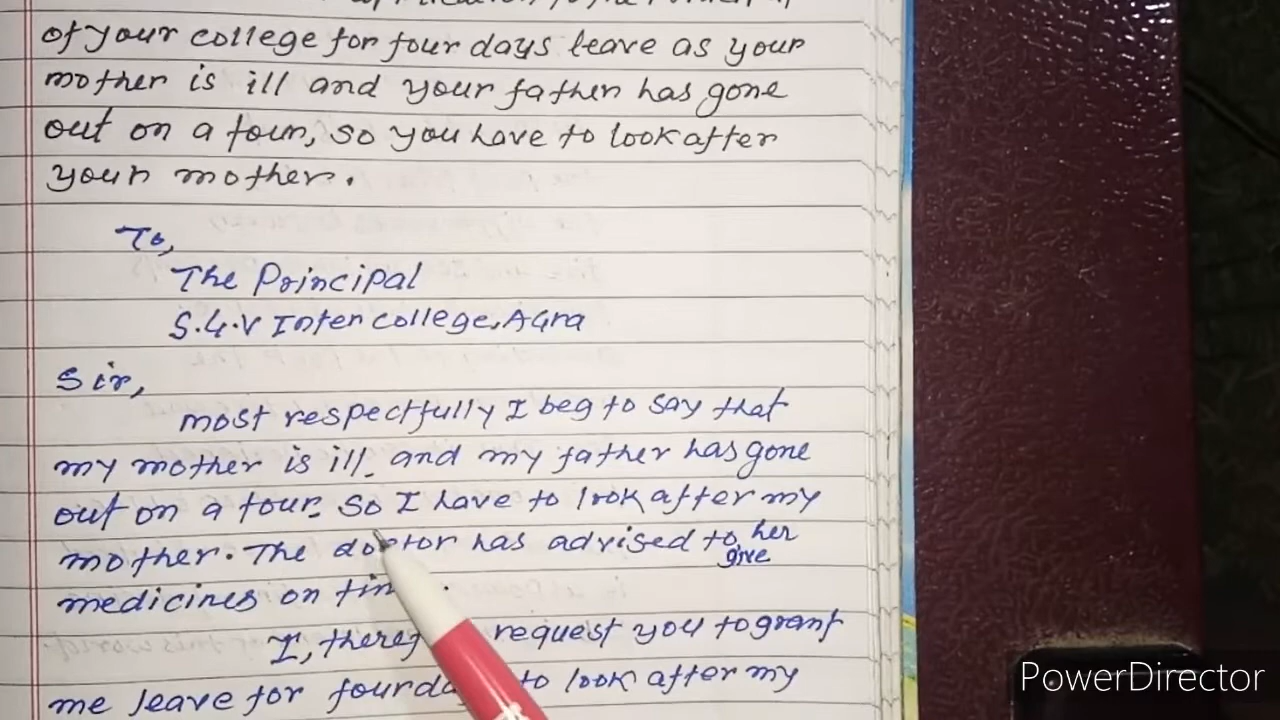 of your college for four days leave as your
mother is ill and your father has gone
out on a tour, so you have to look after
your mother.
To,
The Principal
S.G.V Inter college, Agra
Sir,
most respectfully I beg to say that
my mother is ill and my father has gone
out on a tour. So I have to look after my
mother. The doctor has advised to give her
medicines on
I, request you to grant
me leave for four to look after my
PowerDirector